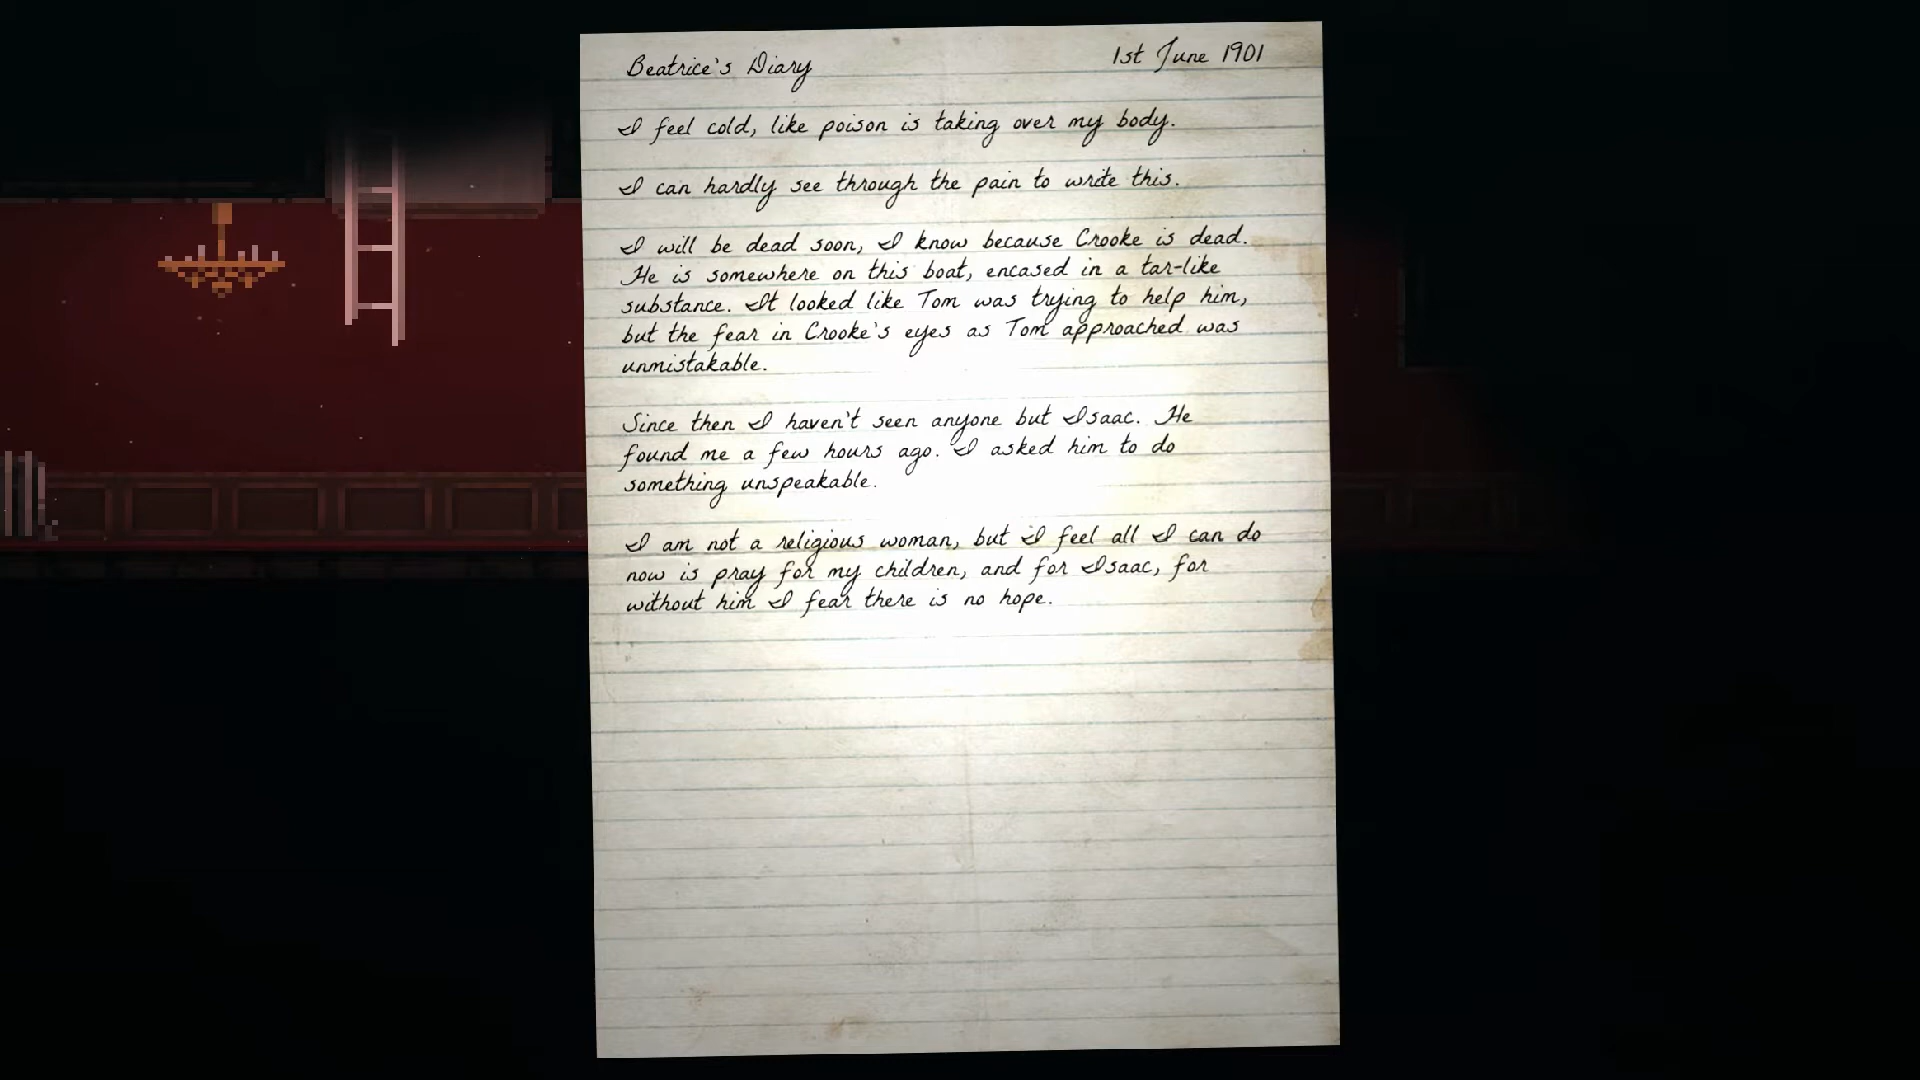 Beatrice's Diary
1st June 1901
I feel cold, like poison is taking over my body.
I can hardly see through the pain to write this.
I will be dead soon, I know because Crooke is dead.
He is somewhere on this boat, encased in a tar-like
substance. It looked like Tom was trying to help him,
but the fear in Crooke's eyes as Tom approached was
unmistakable.
Since then I haven't seen anyone but Isaac. He
found me a few hours ago. I asked him to do
something unspeakable.
I am not a religious woman, but I feel all I can do
now is pray for my children, and for Isaac, for
without him I fear there is no hope.